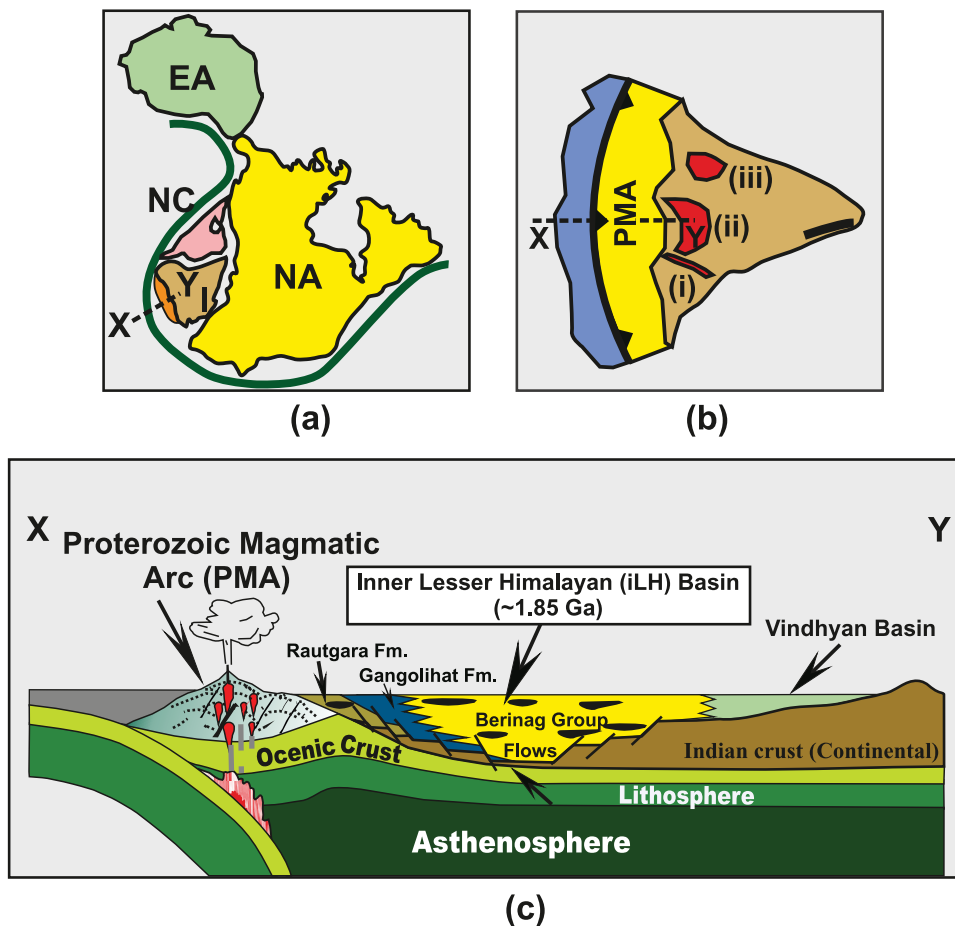 EA
NC
NA
Y
I
X
(a)
PMA
(iii)
X
Y
(ii)
(i)
(b)
X
Y
Proterozoic Magmatic
Arc (PMA)
Inner Lesser Himalayan (iLH) Basin
(~1.85 Ga)
Vindhyan Basin
Rautgara Fm.
Gangolihat Fm.
Berinag Group
Flows
Ocenic Crust
Indian crust (Continental)
Lithosphere
Asthenosphere
(c)